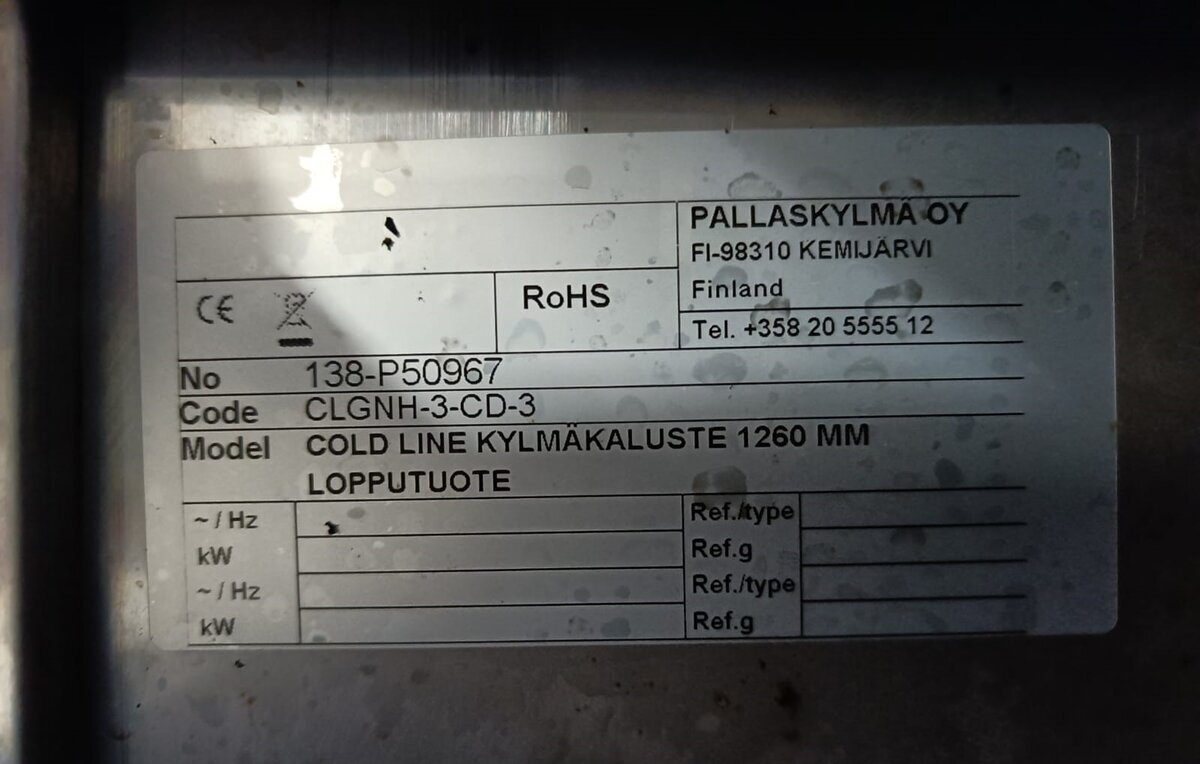 PALLASKYLMÄ OY
FI-98310 KEMIJÄRVI
Finland
CE
RoHS
Tel. +358 20 5555 12
No 138-P50967
Code CLGNH-3-CD-3
Model COLD LINE KYLMÄKALUSTE 1260 MM
LOPPUTUOTE
~ / Hz Ref./type
kW Ref.g
~ / Hz Ref./type
kW Ref.g